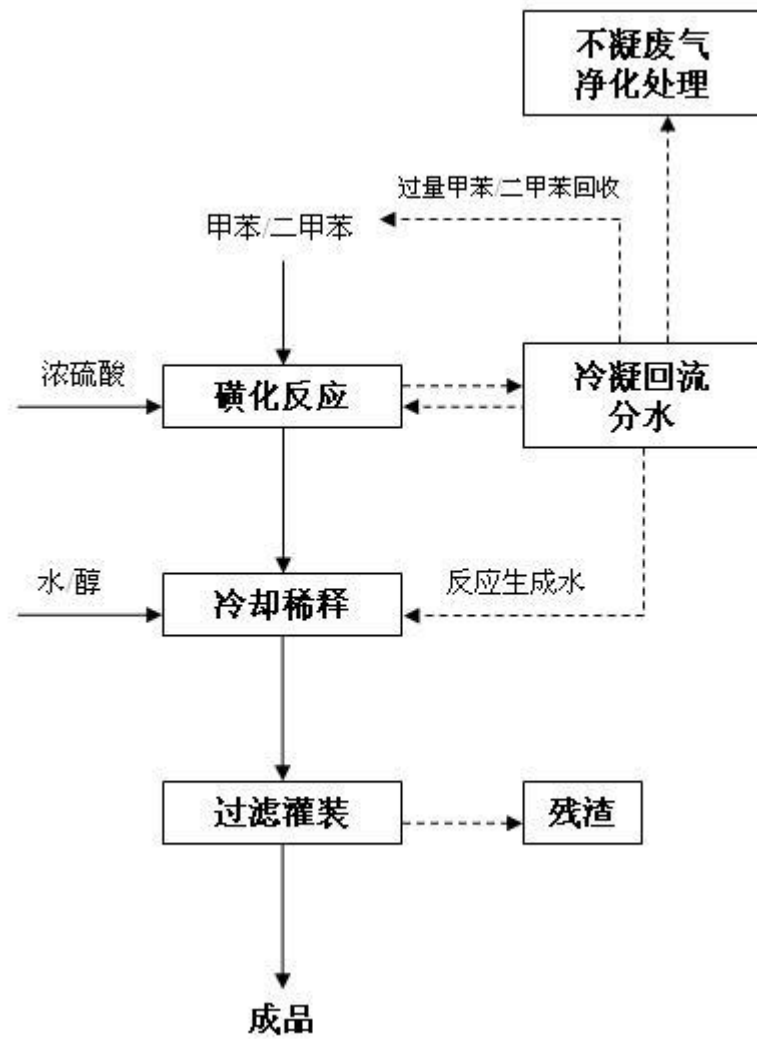 不凝废气
净化处理
过量甲苯/二甲苯回收
甲苯/二甲苯
浓硫酸
磺化反应
冷凝回流
分水
水/醇
冷却稀释
反应生成水
过滤灌装
残渣
成品